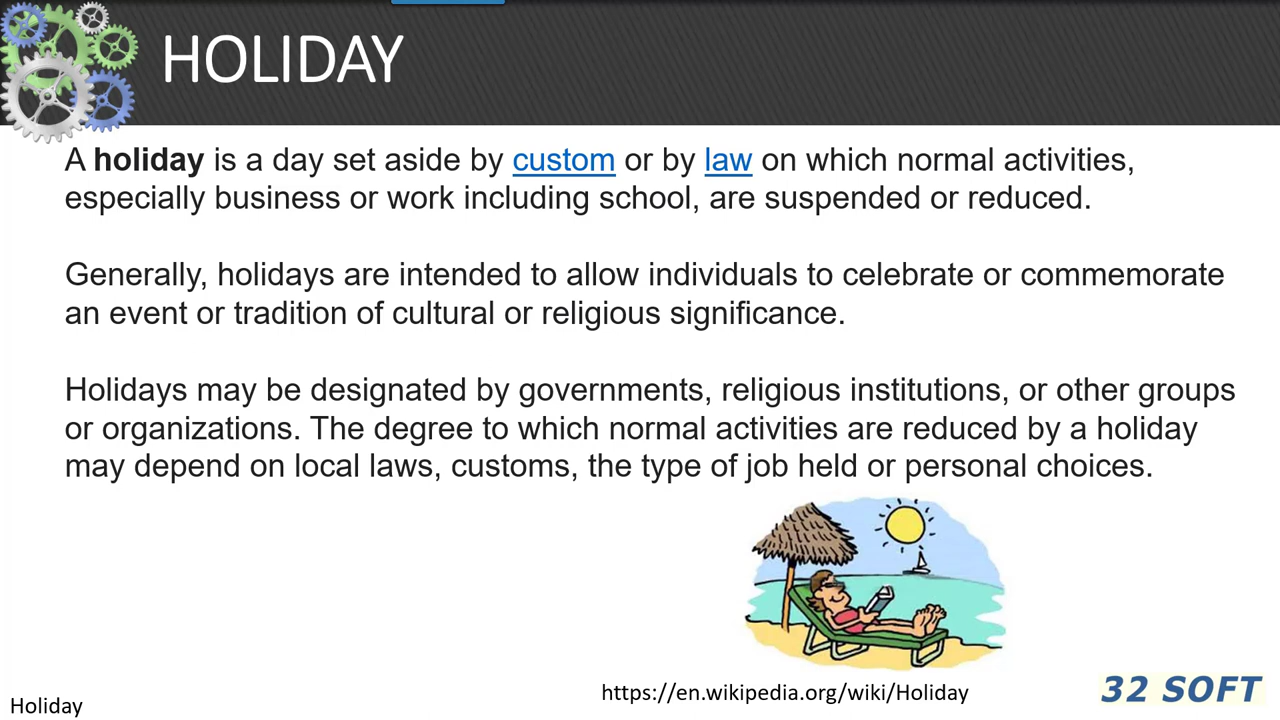 HOLIDAY
A holiday is a day set aside by custom or by law on which normal activities,
especially business or work including school, are suspended or reduced.
Generally, holidays are intended to allow individuals to celebrate or commemorate
an event or tradition of cultural or religious significance.
Holidays may be designated by governments, religious institutions, or other groups
or organizations. The degree to which normal activities are reduced by a holiday
may depend on local laws, customs, the type of job held or personal choices.
https://en.wikipedia.org/wiki/Holiday
32 SOFT
Holiday